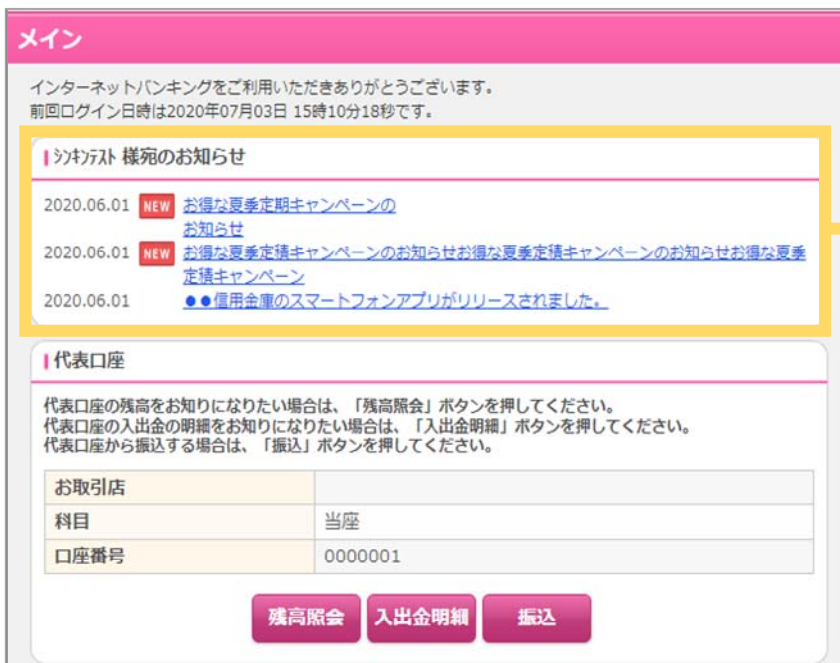 メイン
インターネットバンキングをご利用いただきありがとうございます。
前回ログイン日時は2020年07月03日 15時10分18秒です。
ｼﾝｷﾝﾃｽﾄ 様宛のお知らせ
2020.06.01 NEW お得な夏季定期キャンペーンの
お知らせ
2020.06.01 NEW お得な夏季定積キャンペーンのお知らせお得な夏季定積キャンペーンのお知らせお得な夏季
定積キャンペーン
2020.06.01 ●●信用金庫のスマートフォンアプリがリリースされました。
代表口座
代表口座の残高をお知りになりたい場合は、「残高照会」ボタンを押してください。
代表口座の入出金の明細をお知りになりたい場合は、「入出金明細」ボタンを押してください。
代表口座から振込する場合は、「振込」ボタンを押してください。
お取引店
科目 当座
口座番号 0000001
残高照会 入出金明細 振込